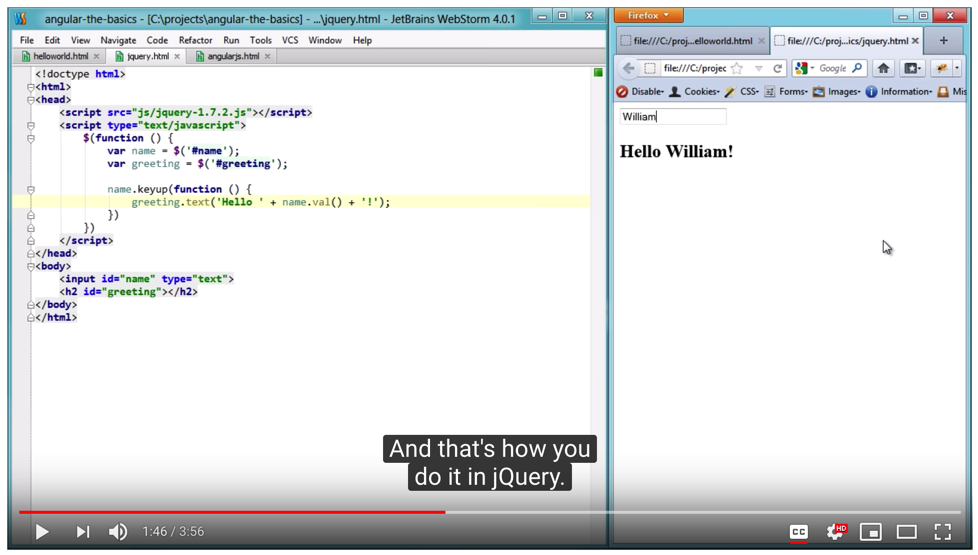 angular-the-basics - [C:\projects\angular-the-basics] - ...\jquery.html - JetBrains WebStorm 4.0.1
File Edit View Navigate Code Refactor Run Tools VCS Window Help
helloworld.html jquery.html angularjs.html
<!doctype html>
<html>
<head>
<script src="js/jquery-1.7.2.js"></script>
<script type="text/javascript">
$(function () {
var name = $('#name');
var greeting = $('#greeting');
name.keyup(function () {
greeting.text('Hello ' + name.val() + '!');
})
})
</script>
</head>
<body>
<input id="name" type="text">
<h2 id="greeting"></h2>
</body>
</html>
Firefox
file:///C:/proj...elloworld.html file:///C:/proj...ics/jquery.html
file:///C:/projec Google
Disable Cookies CSS Forms Images Information Mis
William
Hello William!
And that's how you
do it in jQuery.
1:46 / 3:56 CC HD